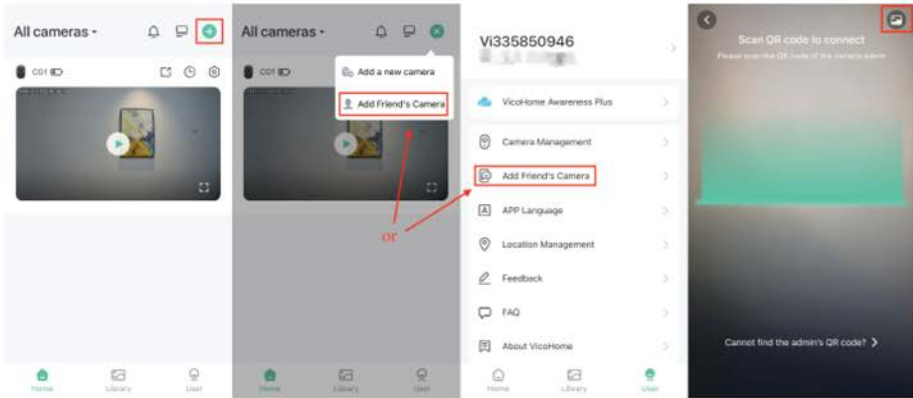 All cameras
CG1
Home
Library
User
All cameras
CG1
Add a new camera
Add Friend's Camera
or
Home
Library
User
Vi335850946
VicoHome Awareness Plus
Camera Management
Add Friend's Camera
APP Language
Location Management
Feedback
FAQ
About VicoHome
Home
Library
User
Scan QR code to connect
Please scan the QR code of the camera admin
Cannot find the admin's QR code?